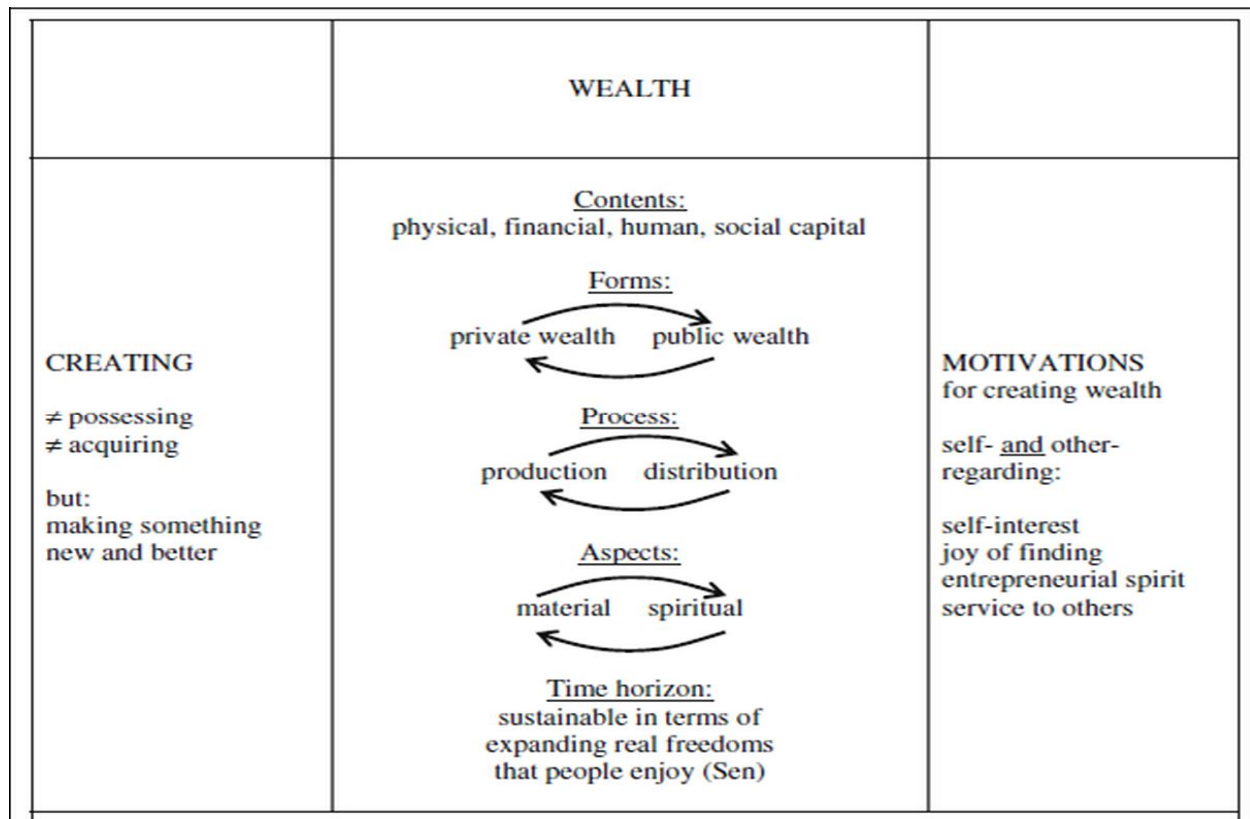 WEALTH
CREATING
≠ possessing
≠ acquiring
but:
making something
new and better
Contents:
physical, financial, human, social capital
Forms:
private wealth public wealth
Process:
production distribution
Aspects:
material spiritual
Time horizon:
sustainable in terms of
expanding real freedoms
that people enjoy (Sen)
MOTIVATIONS
for creating wealth
self- and other-
regarding:
self-interest
joy of finding
entrepreneurial spirit
service to others